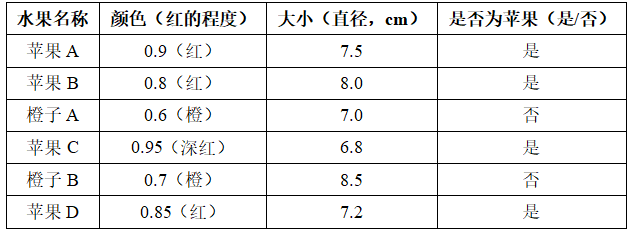 水果名称 颜色（红的程度） 大小（直径，cm） 是否为苹果（是/否）
苹果 A 0.9（红） 7.5 是
苹果 B 0.8（红） 8.0 是
橙子 A 0.6（橙） 7.0 否
苹果 C 0.95（深红） 6.8 是
橙子 B 0.7（橙） 8.5 否
苹果 D 0.85（红） 7.2 是